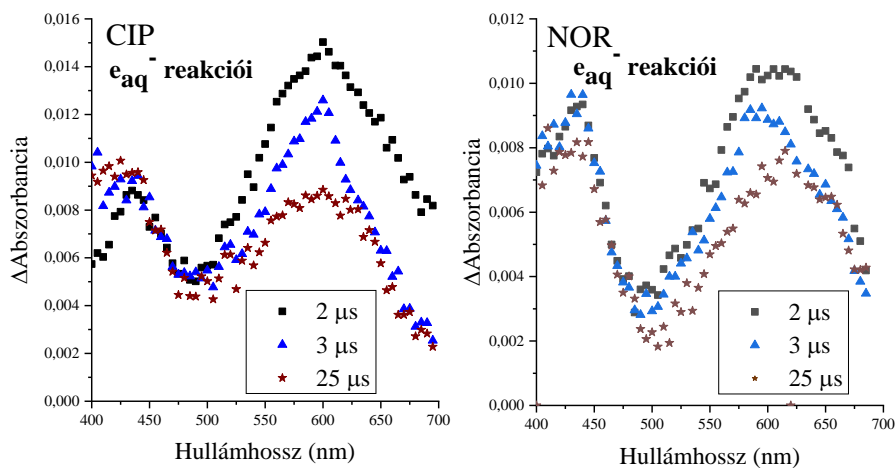 CIP
e aq - reakciói
ΔAbszorbancia
0,016
0,014
0,012
0,010
0,008
0,006
0,004
0,002
0,000
400 450 500 550 600 650 700
Hullámhossz (nm)
2 μs
3 μs
25 μs
NOR
e aq - reakciói
ΔAbszorbancia
0,012
0,010
0,008
0,006
0,004
0,002
0,000
400 450 500 550 600 650 700
Hullámhossz (nm)
2 μs
3 μs
25 μs